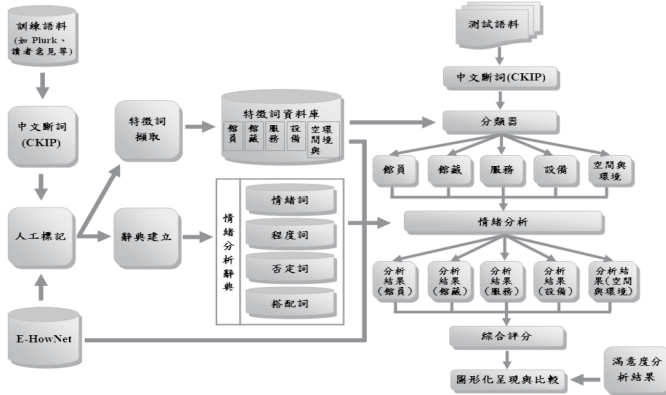 訓練語料
(如 Plurk、
讀者意見等)
中文斷詞
(CKIP)
人工標記
E-HowNet
特徵詞
擷取
辭典建立
特徵詞資料庫
館員
館藏
服務
設備
空間與
環境
情緒分析辭典
情緒詞
程度詞
否定詞
搭配詞
測試語料
中文斷詞(CKIP)
分類器
館員
館藏
服務
設備
空間與
環境
情緒分析
分析
結果
(館員)
分析
結果
(館藏)
分析
結果
(服務)
分析
結果
(設備)
分析結
果(空間
與環境)
綜合評分
圖形化呈現與比較
滿意度分
析結果